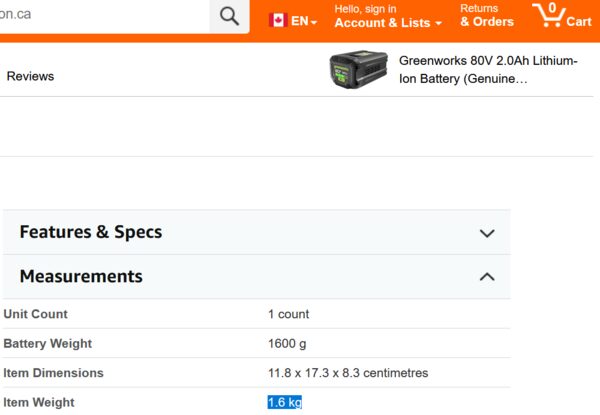 on.ca
EN
Hello, sign in
Account & Lists
Returns
& Orders
0
Cart
Reviews
Greenworks 80V 2.0Ah Lithium-
Ion Battery (Genuine…
Features & Specs
Measurements
Unit Count 1 count
Battery Weight 1600 g
Item Dimensions 11.8 x 17.3 x 8.3 centimetres
Item Weight 1.6 kg